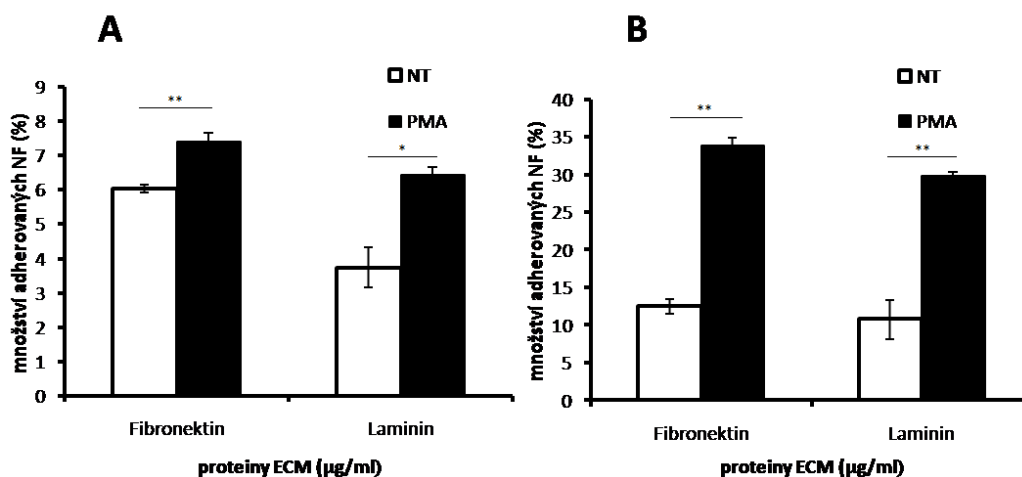 A
NT
PMA
**
*
9
8
7
6
5
4
3
2
1
0
množství adherovaných NF (%)
Fibronektin
Laminin
proteiny ECM (µg/ml)
B
NT
PMA
**
**
40
35
30
25
20
15
10
5
0
množství adherovaných NF (%)
Fibronektin
Laminin
proteiny ECM (µg/ml)